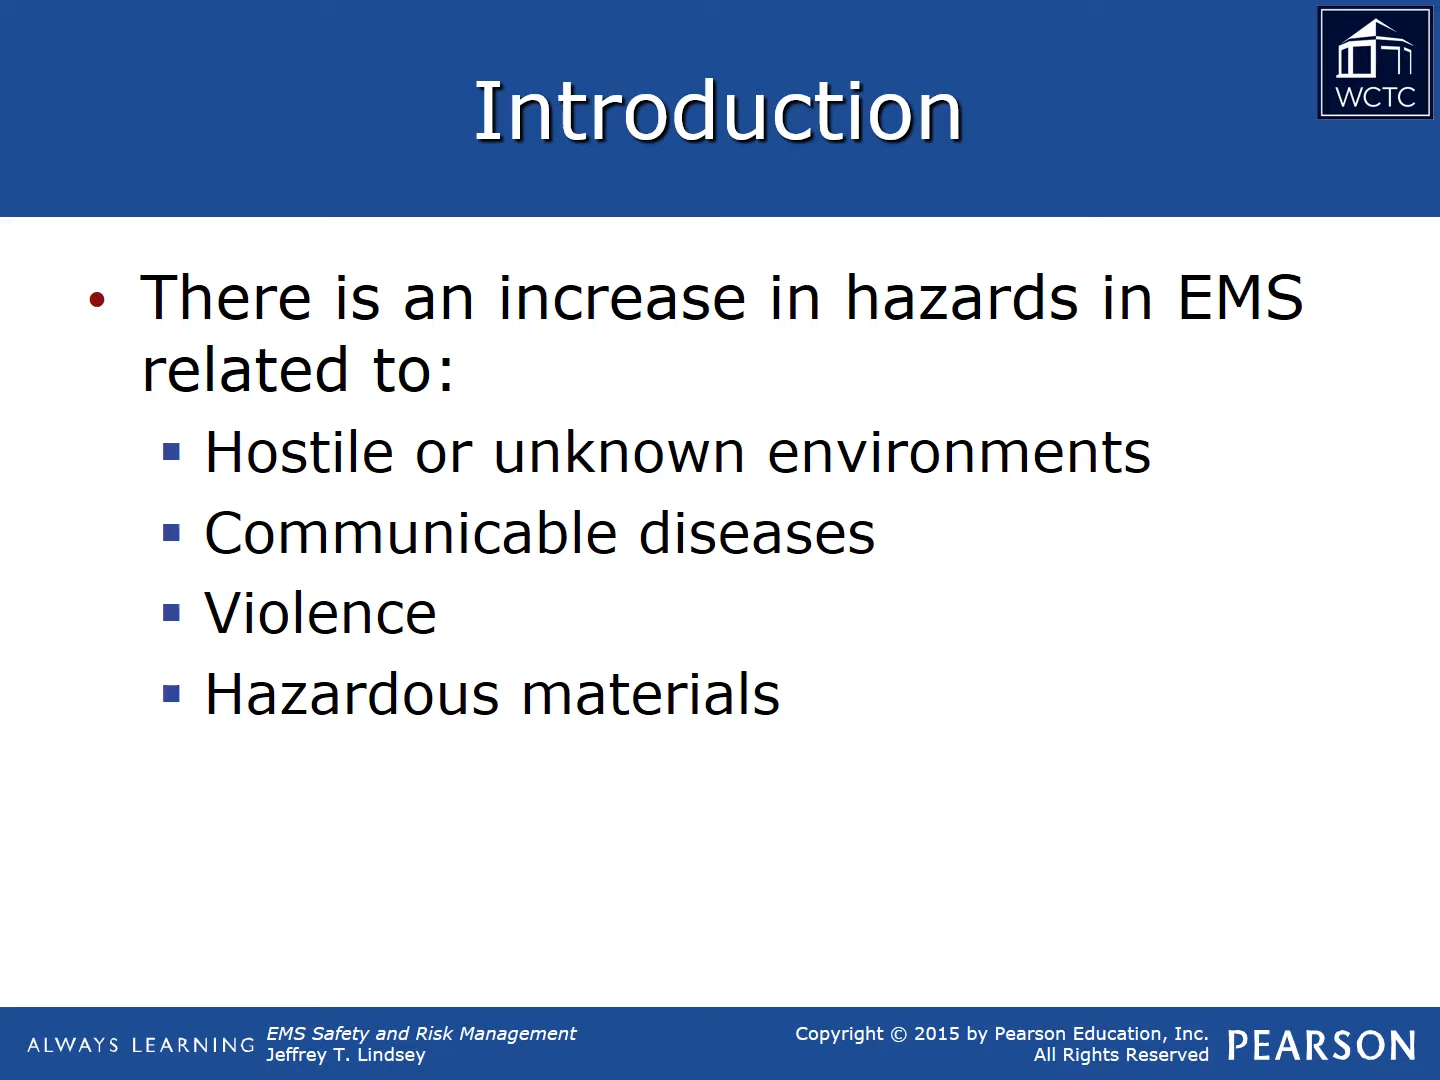 WCTC
Introduction
• There is an increase in hazards in EMS
related to:
▪ Hostile or unknown environments
▪ Communicable diseases
▪ Violence
▪ Hazardous materials
ALWAYS LEARNING
EMS Safety and Risk Management
Jeffrey T. Lindsey
Copyright © 2015 by Pearson Education, Inc.
All Rights Reserved
PEARSON